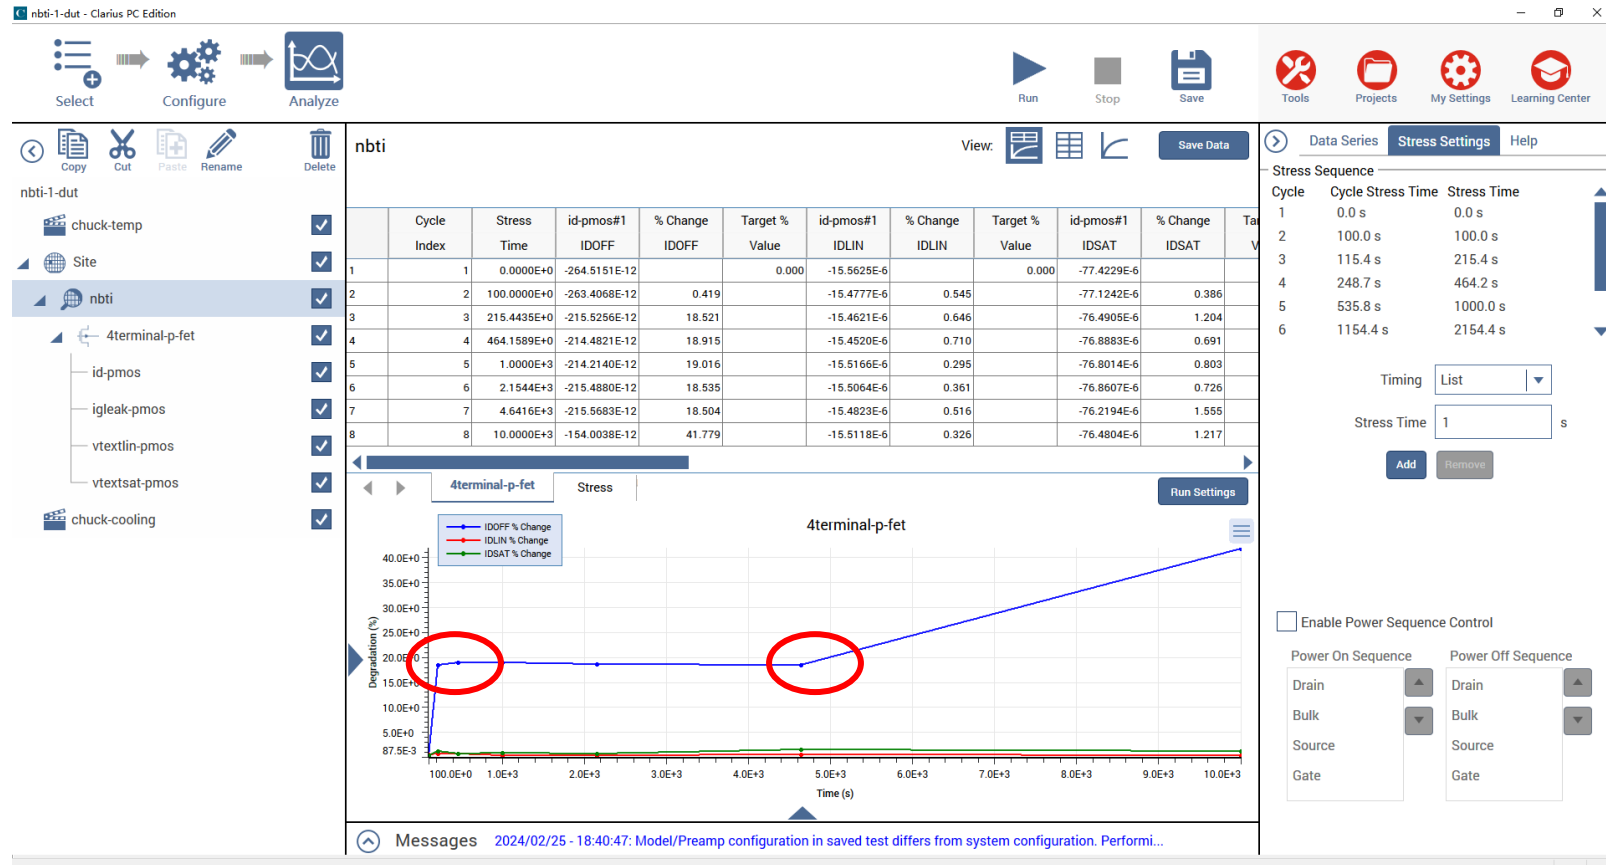 nbti-1-dut - Clarius PC Edition
Select
Configure
Analyze
Run
Stop
Save
Tools
Projects
My Settings
Learning Center
Copy
Cut
Paste
Rename
Delete
nbti-1-dut
chuck-temp
Site
nbti
4terminal-p-fet
id-pmos
igleak-pmos
vtextlin-pmos
vtextsat-pmos
chuck-cooling
nbti
View:
Save Data
Cycle Stress id-pmos#1 % Change Target % id-pmos#1 % Change Target % id-pmos#1 % Change Tar
Index Time IDOFF IDOFF Value IDLIN IDLIN Value IDSAT IDSAT V
1 1 0.0000E+0 -264.5151E-12 0.000 -15.5625E-6 0.000 -77.4229E-6
2 2 100.0000E+0 -263.4068E-12 0.419 -15.4777E-6 0.545 -77.1242E-6 0.386
3 3 215.4435E+0 -215.5256E-12 18.521 -15.4621E-6 0.646 -76.4905E-6 1.204
4 4 464.1589E+0 -214.4821E-12 18.915 -15.4520E-6 0.710 -76.8883E-6 0.691
5 5 1.0000E+3 -214.2140E-12 19.016 -15.5166E-6 0.295 -76.8014E-6 0.803
6 6 2.1544E+3 -215.4880E-12 18.535 -15.5064E-6 0.361 -76.8607E-6 0.726
7 7 4.6416E+3 -215.5683E-12 18.504 -15.4823E-6 0.516 -76.2194E-6 1.555
8 8 10.0000E+3 -154.0038E-12 41.779 -15.5118E-6 0.326 -76.4804E-6 1.217
4terminal-p-fet
Stress
Run Settings
4terminal-p-fet
IDOFF % Change
IDLIN % Change
IDSAT % Change
Degradation (%)
40.0E+0
35.0E+0
30.0E+0
25.0E+0
20.0E+0
15.0E+0
10.0E+0
5.0E+0
87.5E-3
100.0E+0 1.0E+3 2.0E+3 3.0E+3 4.0E+3 5.0E+3 6.0E+3 7.0E+3 8.0E+3 9.0E+3 10.0E+3
Time (s)
Messages 2024/02/25 - 18:40:47: Model/Preamp configuration in saved test differs from system configuration. Performi...
Data Series
Stress Settings
Help
Stress Sequence
Cycle Cycle Stress Time Stress Time
1 0.0 s 0.0 s
2 100.0 s 100.0 s
3 115.4 s 215.4 s
4 248.7 s 464.2 s
5 535.8 s 1000.0 s
6 1154.4 s 2154.4 s
Timing List
Stress Time 1 s
Add
Remove
Enable Power Sequence Control
Power On Sequence
Drain
Bulk
Source
Gate
Power Off Sequence
Drain
Bulk
Source
Gate